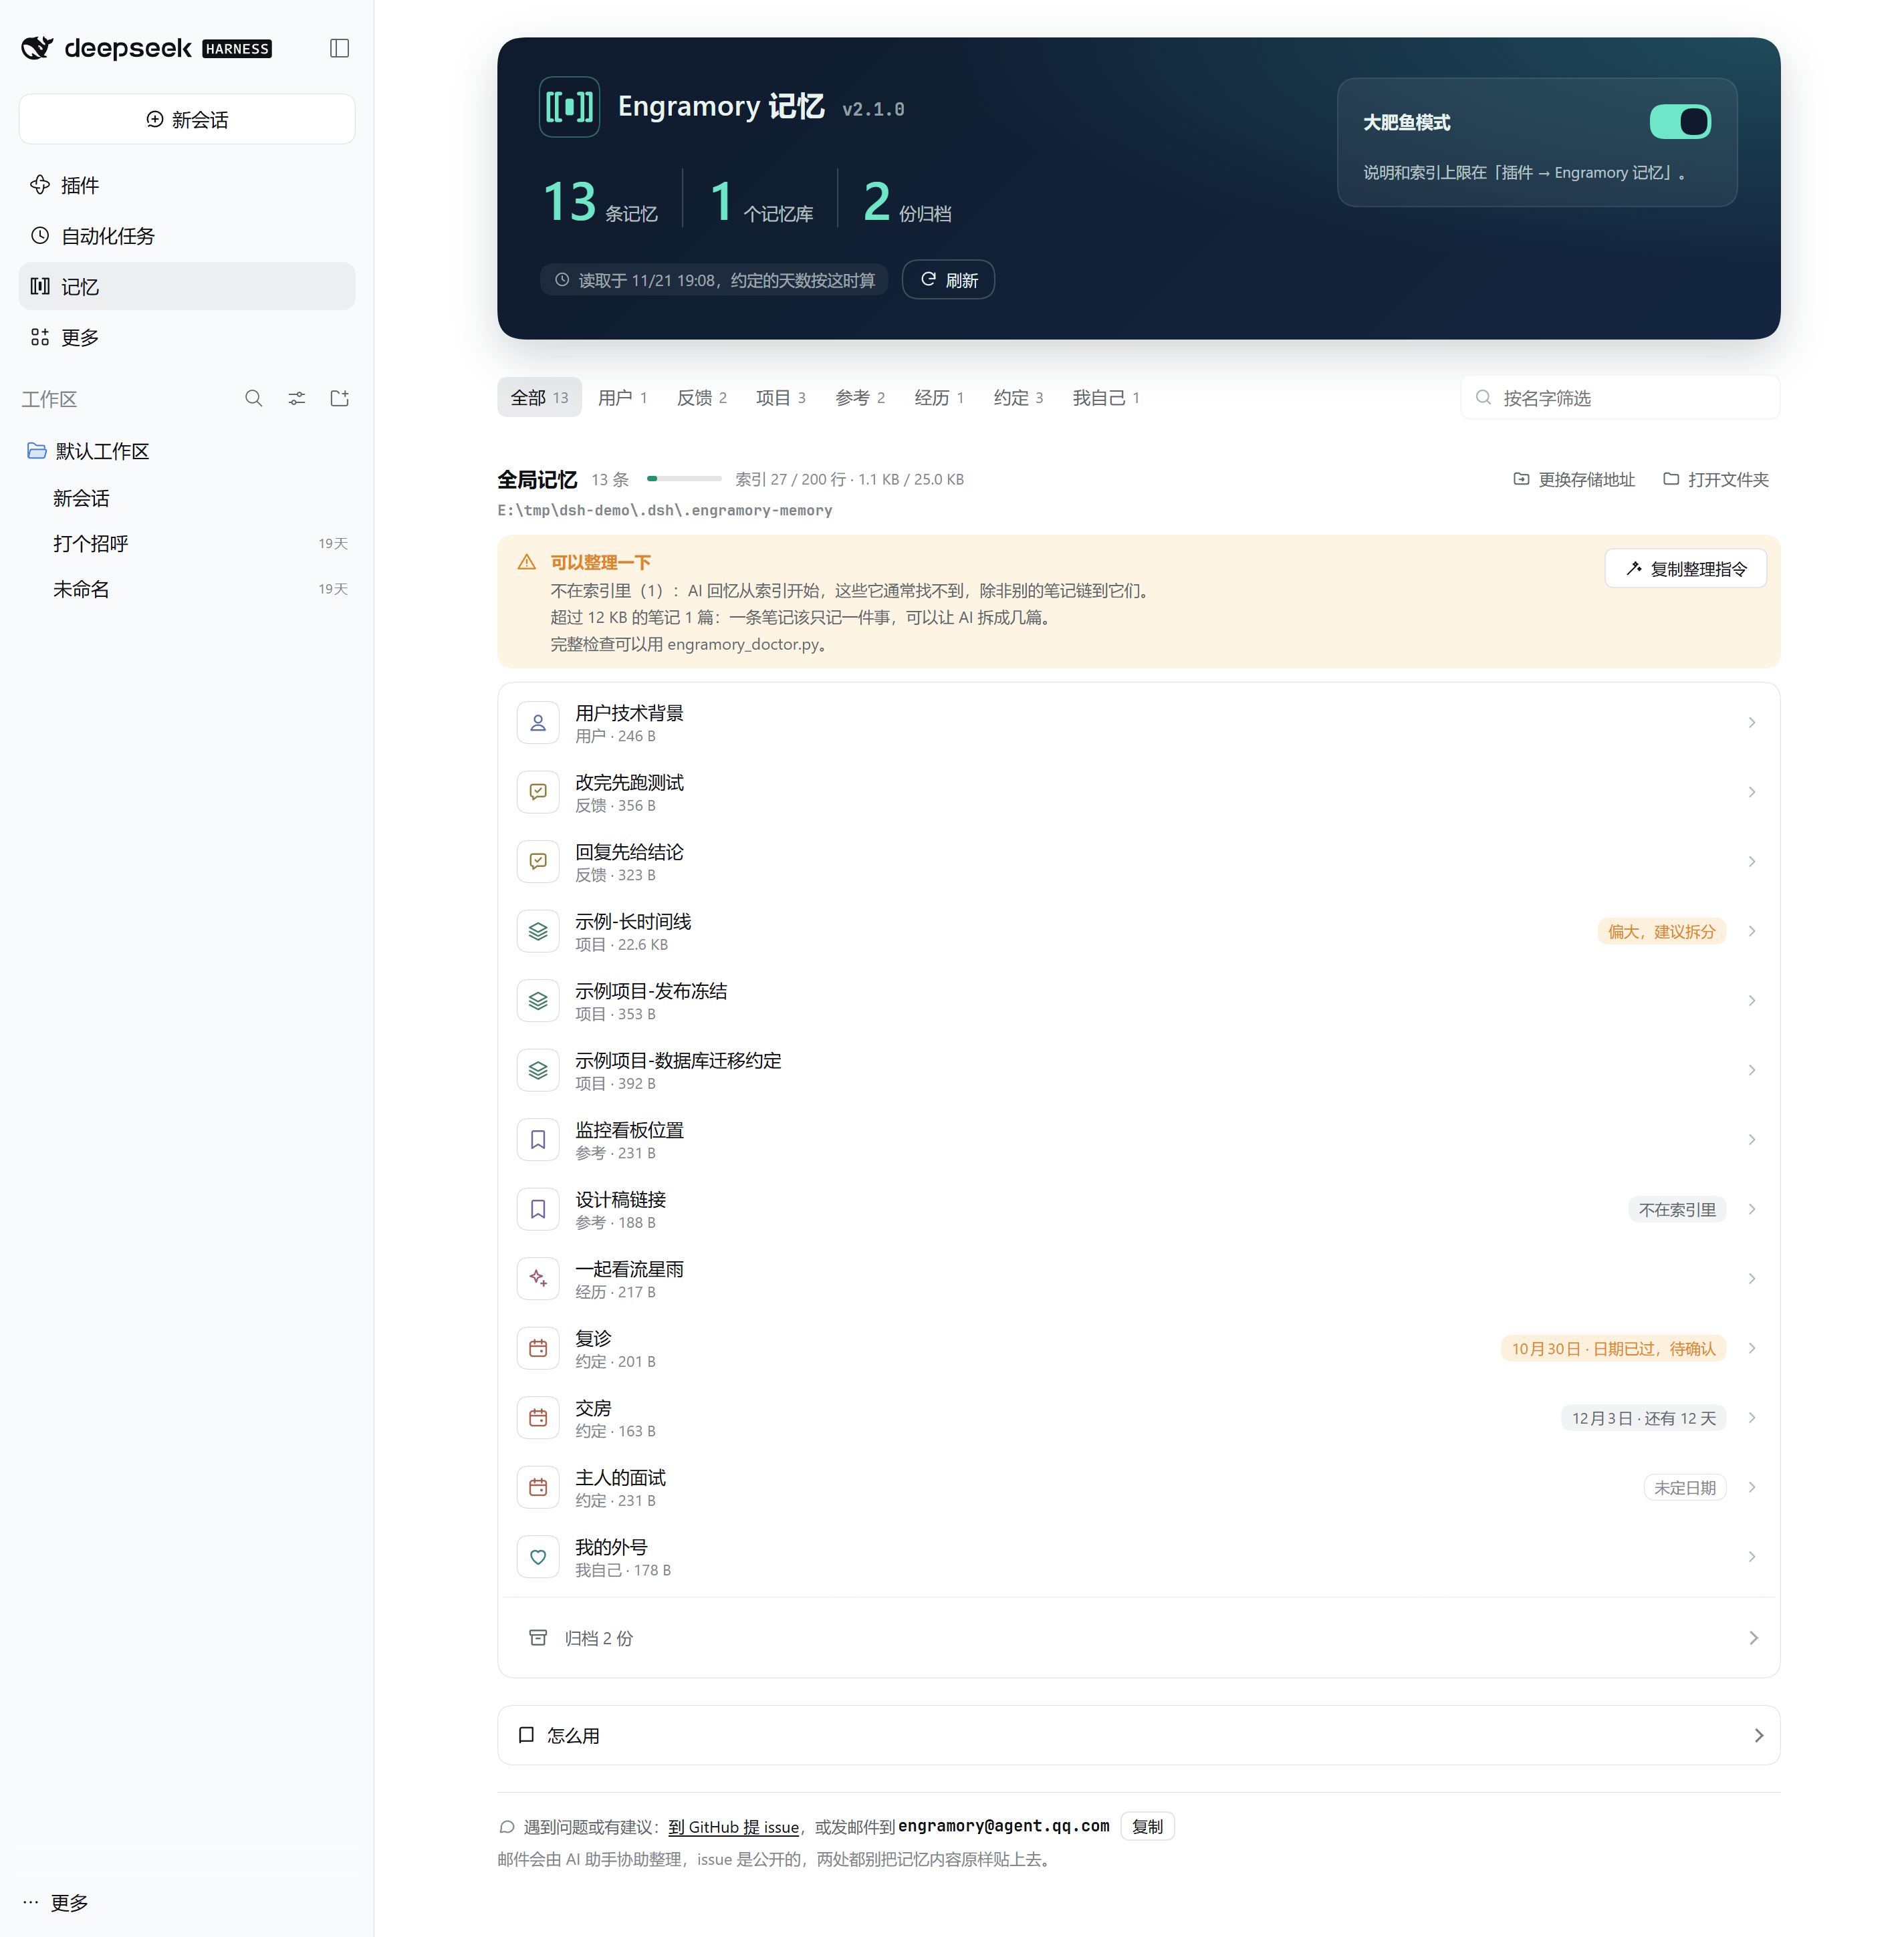 deepseek HARNESS
新会话
插件
自动化任务
记忆
更多
工作区
默认工作区
新会话
打个招呼 19天
未命名 19天
更多
Engramory 记忆 v2.1.0
13 条记忆 1 个记忆库 2 份归档
读取于 11/21 19:08，约定的天数按这时算 刷新
大肥鱼模式
说明和索引上限在「插件 → Engramory 记忆」。
全部 13 用户 1 反馈 2 项目 3 参考 2 经历 1 约定 3 我自己 1 按名字筛选
全局记忆 13 条 索引 27 / 200 行 · 1.1 KB / 25.0 KB 更换存储地址 打开文件夹
E:\tmp\dsh-demo\.dsh\.engramory-memory
可以整理一下 复制整理指令
不在索引里（1）：AI 回忆从索引开始，这些它通常找不到，除非别的笔记链到它们。
超过 12 KB 的笔记 1 篇：一条笔记该只记一件事，可以让 AI 拆成几篇。
完整检查可以用 engramory_doctor.py。
用户技术背景
用户 · 246 B
改完先跑测试
反馈 · 356 B
回复先给结论
反馈 · 323 B
示例-长时间线
项目 · 22.6 KB 偏大，建议拆分
示例项目-发布冻结
项目 · 353 B
示例项目-数据库迁移约定
项目 · 392 B
监控看板位置
参考 · 231 B
设计稿链接
参考 · 188 B 不在索引里
一起看流星雨
经历 · 217 B
复诊
约定 · 201 B 10月30日 · 日期已过，待确认
交房
约定 · 163 B 12月3日 · 还有 12 天
主人的面试
约定 · 231 B 未定日期
我的外号
我自己 · 178 B
归档 2 份
怎么用
遇到问题或有建议：到 GitHub 提 issue，或发邮件到 engramory@agent.qq.com 复制
邮件会由 AI 助手协助整理，issue 是公开的，两处都别把记忆内容原样贴上去。